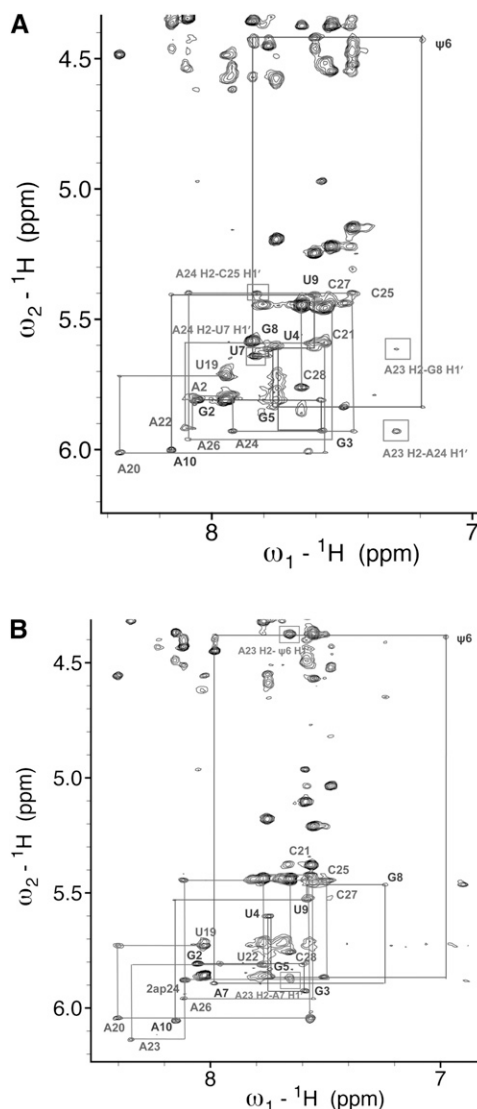 A
ψ6
4.5
5.0
ω2 - 1H (ppm)
U9
C27
C25
A24 H2-C25 H1'
5.5
A24 H2-U7 H1'
G8
U4
C21
U7
A23 H2-G8 H1'
U19
C28
A2
G2
G5
A22
A26
A24
G3
A23 H2-A24 H1'
6.0
A20
A10
8
7
ω1 - 1H (ppm)
B
4.5
A23 H2- ψ6 H
ψ6
5.0
ω2 - 1H (ppm)
C21
C25
G8
5.5
C27
U4
U9
U19
G2
U22
G5
C28
2ap24
A7
A23 H2-A7 H1'
G3
A26
6.0
A20
A10
A23
8
7
ω1 - 1H (ppm)